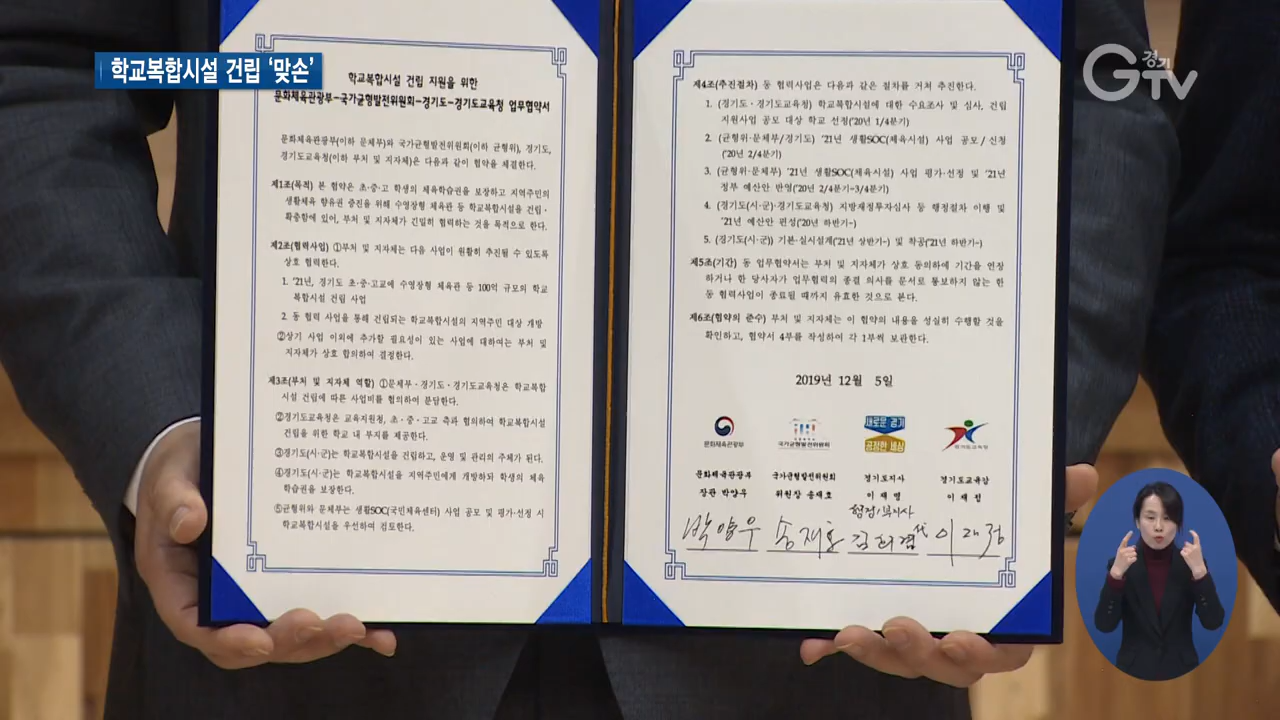 학교복합시설 건립 ‘맞손’
경기
GTV
학교복합시설 건립 지원을 위한
문화체육관광부-국가균형발전위원회-경기도-경기도교육청 업무협약서
문화체육관광부(이하 문체부)와 국가균형발전위원회(이하 균형위), 경기도,
경기도교육청(이하 부처 및 지자체)은 다음과 같이 협약을 체결한다.
제1조(목적) 본 협약은 초·중·고 학생의 체육학습권을 보장하고 지역주민의
생활체육 향유권 증진을 위해 수영장형 체육관 등 학교복합시설을 건립·
확충함에 있어, 부처 및 지자체가 긴밀히 협력하는 것을 목적으로 한다.
제2조(협력사업) ①부처 및 지자체는 다음 사업이 원활히 추진될 수 있도록
상호 협력한다.
1. '21년, 경기도 초·중·고교에 수영장형 체육관 등 100억 규모의 학교
복합시설 건립 사업
2. 동 협력 사업을 통해 건립되는 학교복합시설의 지역주민 대상 개방
②상기 사업 이외에 추가할 필요성이 있는 사업에 대하여는 부처 및
지자체가 상호 합의하여 결정한다.
제3조(부처 및 지자체 역할) ①문체부·경기도·경기도교육청은 학교복합
시설 건립에 따른 사업비를 협의하여 분담한다.
②경기도교육청은 교육지원청, 초·중·고교 측과 협의하여 학교복합시설
건립을 위한 학교 내 부지를 제공한다.
③경기도(시·군)는 학교복합시설을 건립하고, 운영 및 관리의 주체가 된다.
④경기도(시·군)는 학교복합시설을 지역주민에게 개방하되 학생의 체육
학습권을 보장한다.
⑤균형위와 문체부는 생활SOC(국민체육센터) 사업 공모 및 평가·선정 시
학교복합시설을 우선하여 검토한다.
제4조(추진절차) 동 협력사업은 다음과 같은 절차를 거쳐 추진한다.
1. (경기도·경기도교육청) 학교복합시설에 대한 수요조사 및 심사, 건립
지원사업 공모 대상 학교 선정('20년 1/4분기)
2. (균형위·문체부/경기도) '21년 생활SOC(체육시설) 사업 공모/신청
('20년 2/4분기)
3. (균형위·문체부) '21년 생활SOC(체육시설) 사업 평가·선정 및 '21년
정부 예산안 반영('20년 2/4분기~3/4분기)
4. (경기도(시·군)·경기도교육청) 지방재정투자심사 등 행정절차 이행 및
'21년 예산안 편성('20년 하반기~)
5. (경기도(시·군)) 기본·실시설계('21년 상반기~) 및 착공('21년 하반기~)
제5조(기간) 동 업무협약서는 부처 및 지자체가 상호 동의하에 기간을 연장
하거나 한 당사자가 업무협력의 종결 의사를 문서로 통보하지 않는 한
동 협력사업이 종료될 때까지 유효한 것으로 본다.
제6조(협약의 준수) 부처 및 지자체는 이 협약의 내용을 성실히 수행할 것을
확인하고, 협약서 4부를 작성하여 각 1부씩 보관한다.
2019년 12월 5일
새로운 경기
공정한 세상
문화체육관광부 국가균형발전위원회 경기도교육청
문화체육관광부 국가균형발전위원회 경기도지사 경기도교육감
장관 박양우 위원장 송재호 이재명 이재정
행정1부지사
박양우 송재호 김희겸 代 이재정